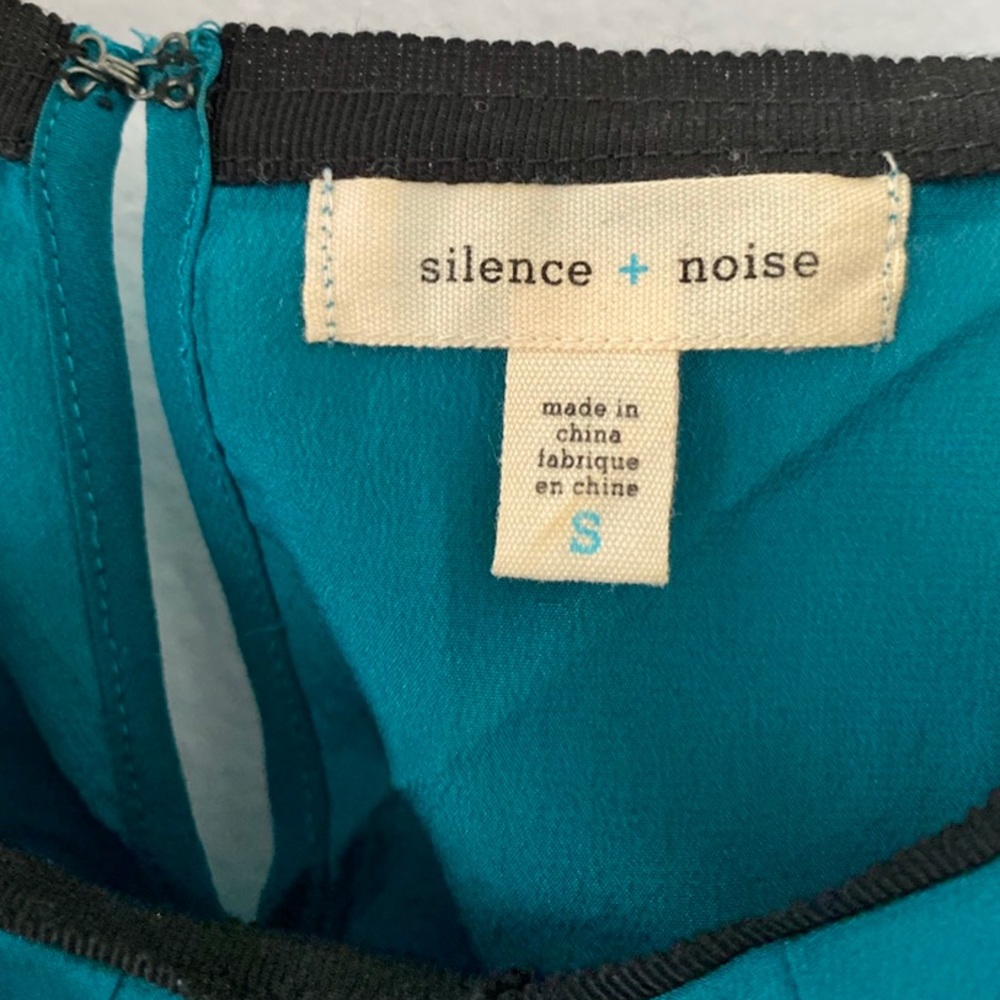 silence + noise
made in
china
fabrique
en chine
S